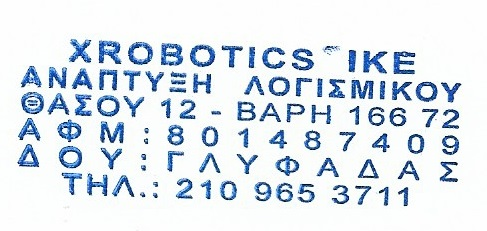 XROBOTICS IKE
ΑΝΑΠΤΥΞΗ ΛΟΓΙΣΜΙΚΟΥ
ΘΑΣΟΥ 12 - ΒΑΡΗ 166 72
ΑΦΜ: 801487409
ΔΟΥ: ΓΛΥΦΑΔΑΣ
ΤΗΛ.: 210 965 3711